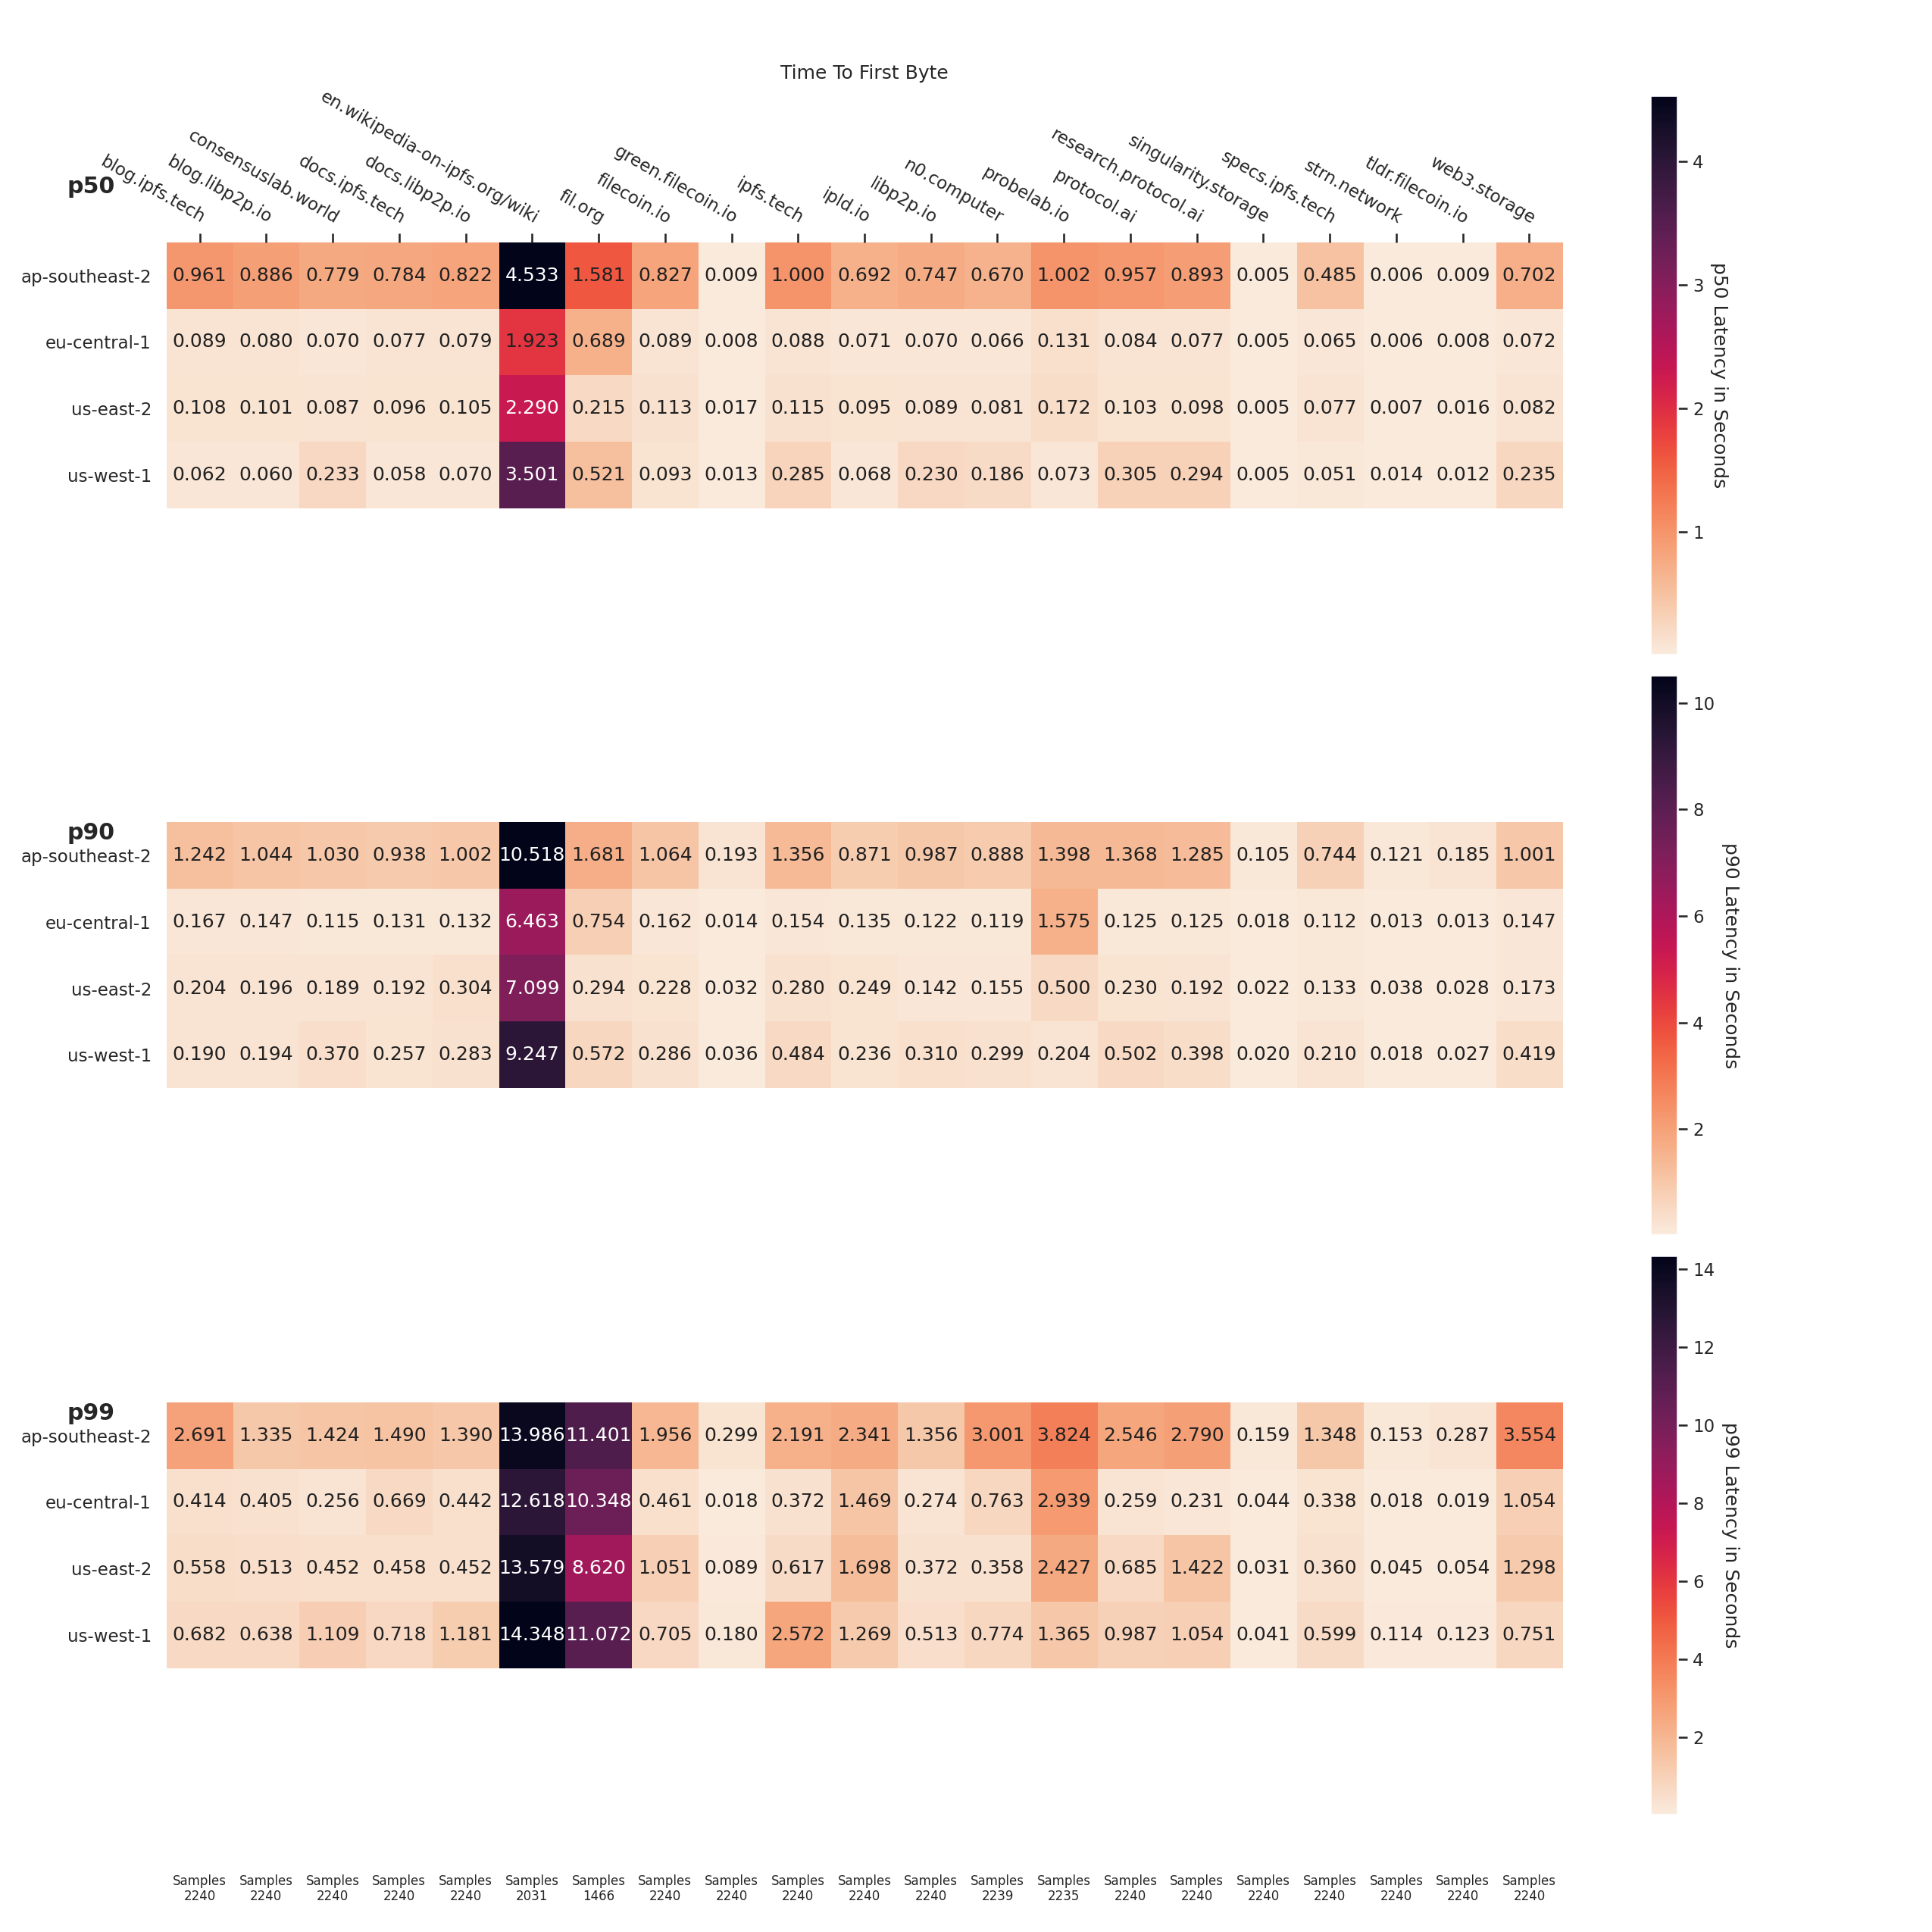 Time To First Byte
p50
blog.ipfs.tech
blog.libp2p.io
consensuslab.world
docs.ipfs.tech
docs.libp2p.io
en.wikipedia-on-ipfs.org/wiki
fil.org
filecoin.io
green.filecoin.io
ipfs.tech
ipld.io
libp2p.io
n0.computer
probelab.io
protocol.ai
research.protocol.ai
singularity.storage
specs.ipfs.tech
strn.network
tldr.filecoin.io
web3.storage
ap-southeast-2 0.961 0.886 0.779 0.784 0.822 4.533 1.581 0.827 0.009 1.000 0.692 0.747 0.670 1.002 0.957 0.893 0.005 0.485 0.006 0.009 0.702
eu-central-1 0.089 0.080 0.070 0.077 0.079 1.923 0.689 0.089 0.008 0.088 0.071 0.070 0.066 0.131 0.084 0.077 0.005 0.065 0.006 0.008 0.072
us-east-2 0.108 0.101 0.087 0.096 0.105 2.290 0.215 0.113 0.017 0.115 0.095 0.089 0.081 0.172 0.103 0.098 0.005 0.077 0.007 0.016 0.082
us-west-1 0.062 0.060 0.233 0.058 0.070 3.501 0.521 0.093 0.013 0.285 0.068 0.230 0.186 0.073 0.305 0.294 0.005 0.051 0.014 0.012 0.235
4
3
2
1
p50 Latency in Seconds
p90
ap-southeast-2 1.242 1.044 1.030 0.938 1.002 10.518 1.681 1.064 0.193 1.356 0.871 0.987 0.888 1.398 1.368 1.285 0.105 0.744 0.121 0.185 1.001
eu-central-1 0.167 0.147 0.115 0.131 0.132 6.463 0.754 0.162 0.014 0.154 0.135 0.122 0.119 1.575 0.125 0.125 0.018 0.112 0.013 0.013 0.147
us-east-2 0.204 0.196 0.189 0.192 0.304 7.099 0.294 0.228 0.032 0.280 0.249 0.142 0.155 0.500 0.230 0.192 0.022 0.133 0.038 0.028 0.173
us-west-1 0.190 0.194 0.370 0.257 0.283 9.247 0.572 0.286 0.036 0.484 0.236 0.310 0.299 0.204 0.502 0.398 0.020 0.210 0.018 0.027 0.419
10
8
6
4
2
p90 Latency in Seconds
p99
ap-southeast-2 2.691 1.335 1.424 1.490 1.390 13.986 11.401 1.956 0.299 2.191 2.341 1.356 3.001 3.824 2.546 2.790 0.159 1.348 0.153 0.287 3.554
eu-central-1 0.414 0.405 0.256 0.669 0.442 12.618 10.348 0.461 0.018 0.372 1.469 0.274 0.763 2.939 0.259 0.231 0.044 0.338 0.018 0.019 1.054
us-east-2 0.558 0.513 0.452 0.458 0.452 13.579 8.620 1.051 0.089 0.617 1.698 0.372 0.358 2.427 0.685 1.422 0.031 0.360 0.045 0.054 1.298
us-west-1 0.682 0.638 1.109 0.718 1.181 14.348 11.072 0.705 0.180 2.572 1.269 0.513 0.774 1.365 0.987 1.054 0.041 0.599 0.114 0.123 0.751
14
12
10
8
6
4
2
p99 Latency in Seconds
Samples Samples Samples Samples Samples Samples Samples Samples Samples Samples Samples Samples Samples Samples Samples Samples Samples Samples Samples Samples Samples
2240 2240 2240 2240 2240 2031 1466 2240 2240 2240 2240 2240 2239 2235 2240 2240 2240 2240 2240 2240 2240